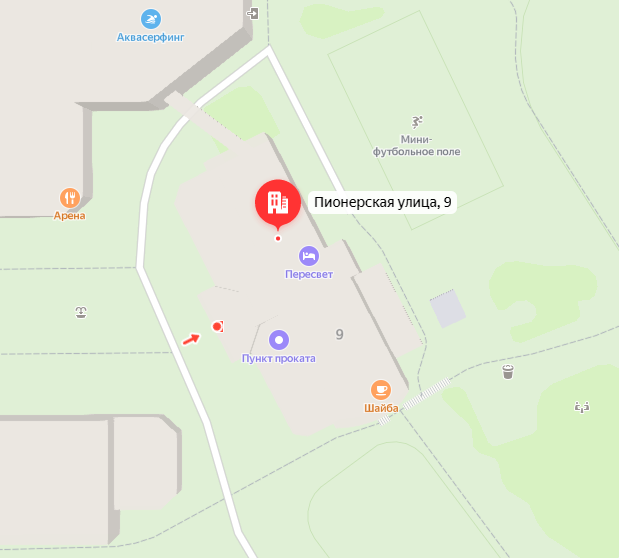 Аквасерфинг
Мини-
футбольное поле
Арена
Пионерская улица, 9
Пересвет
9
Пункт проката
Шайба